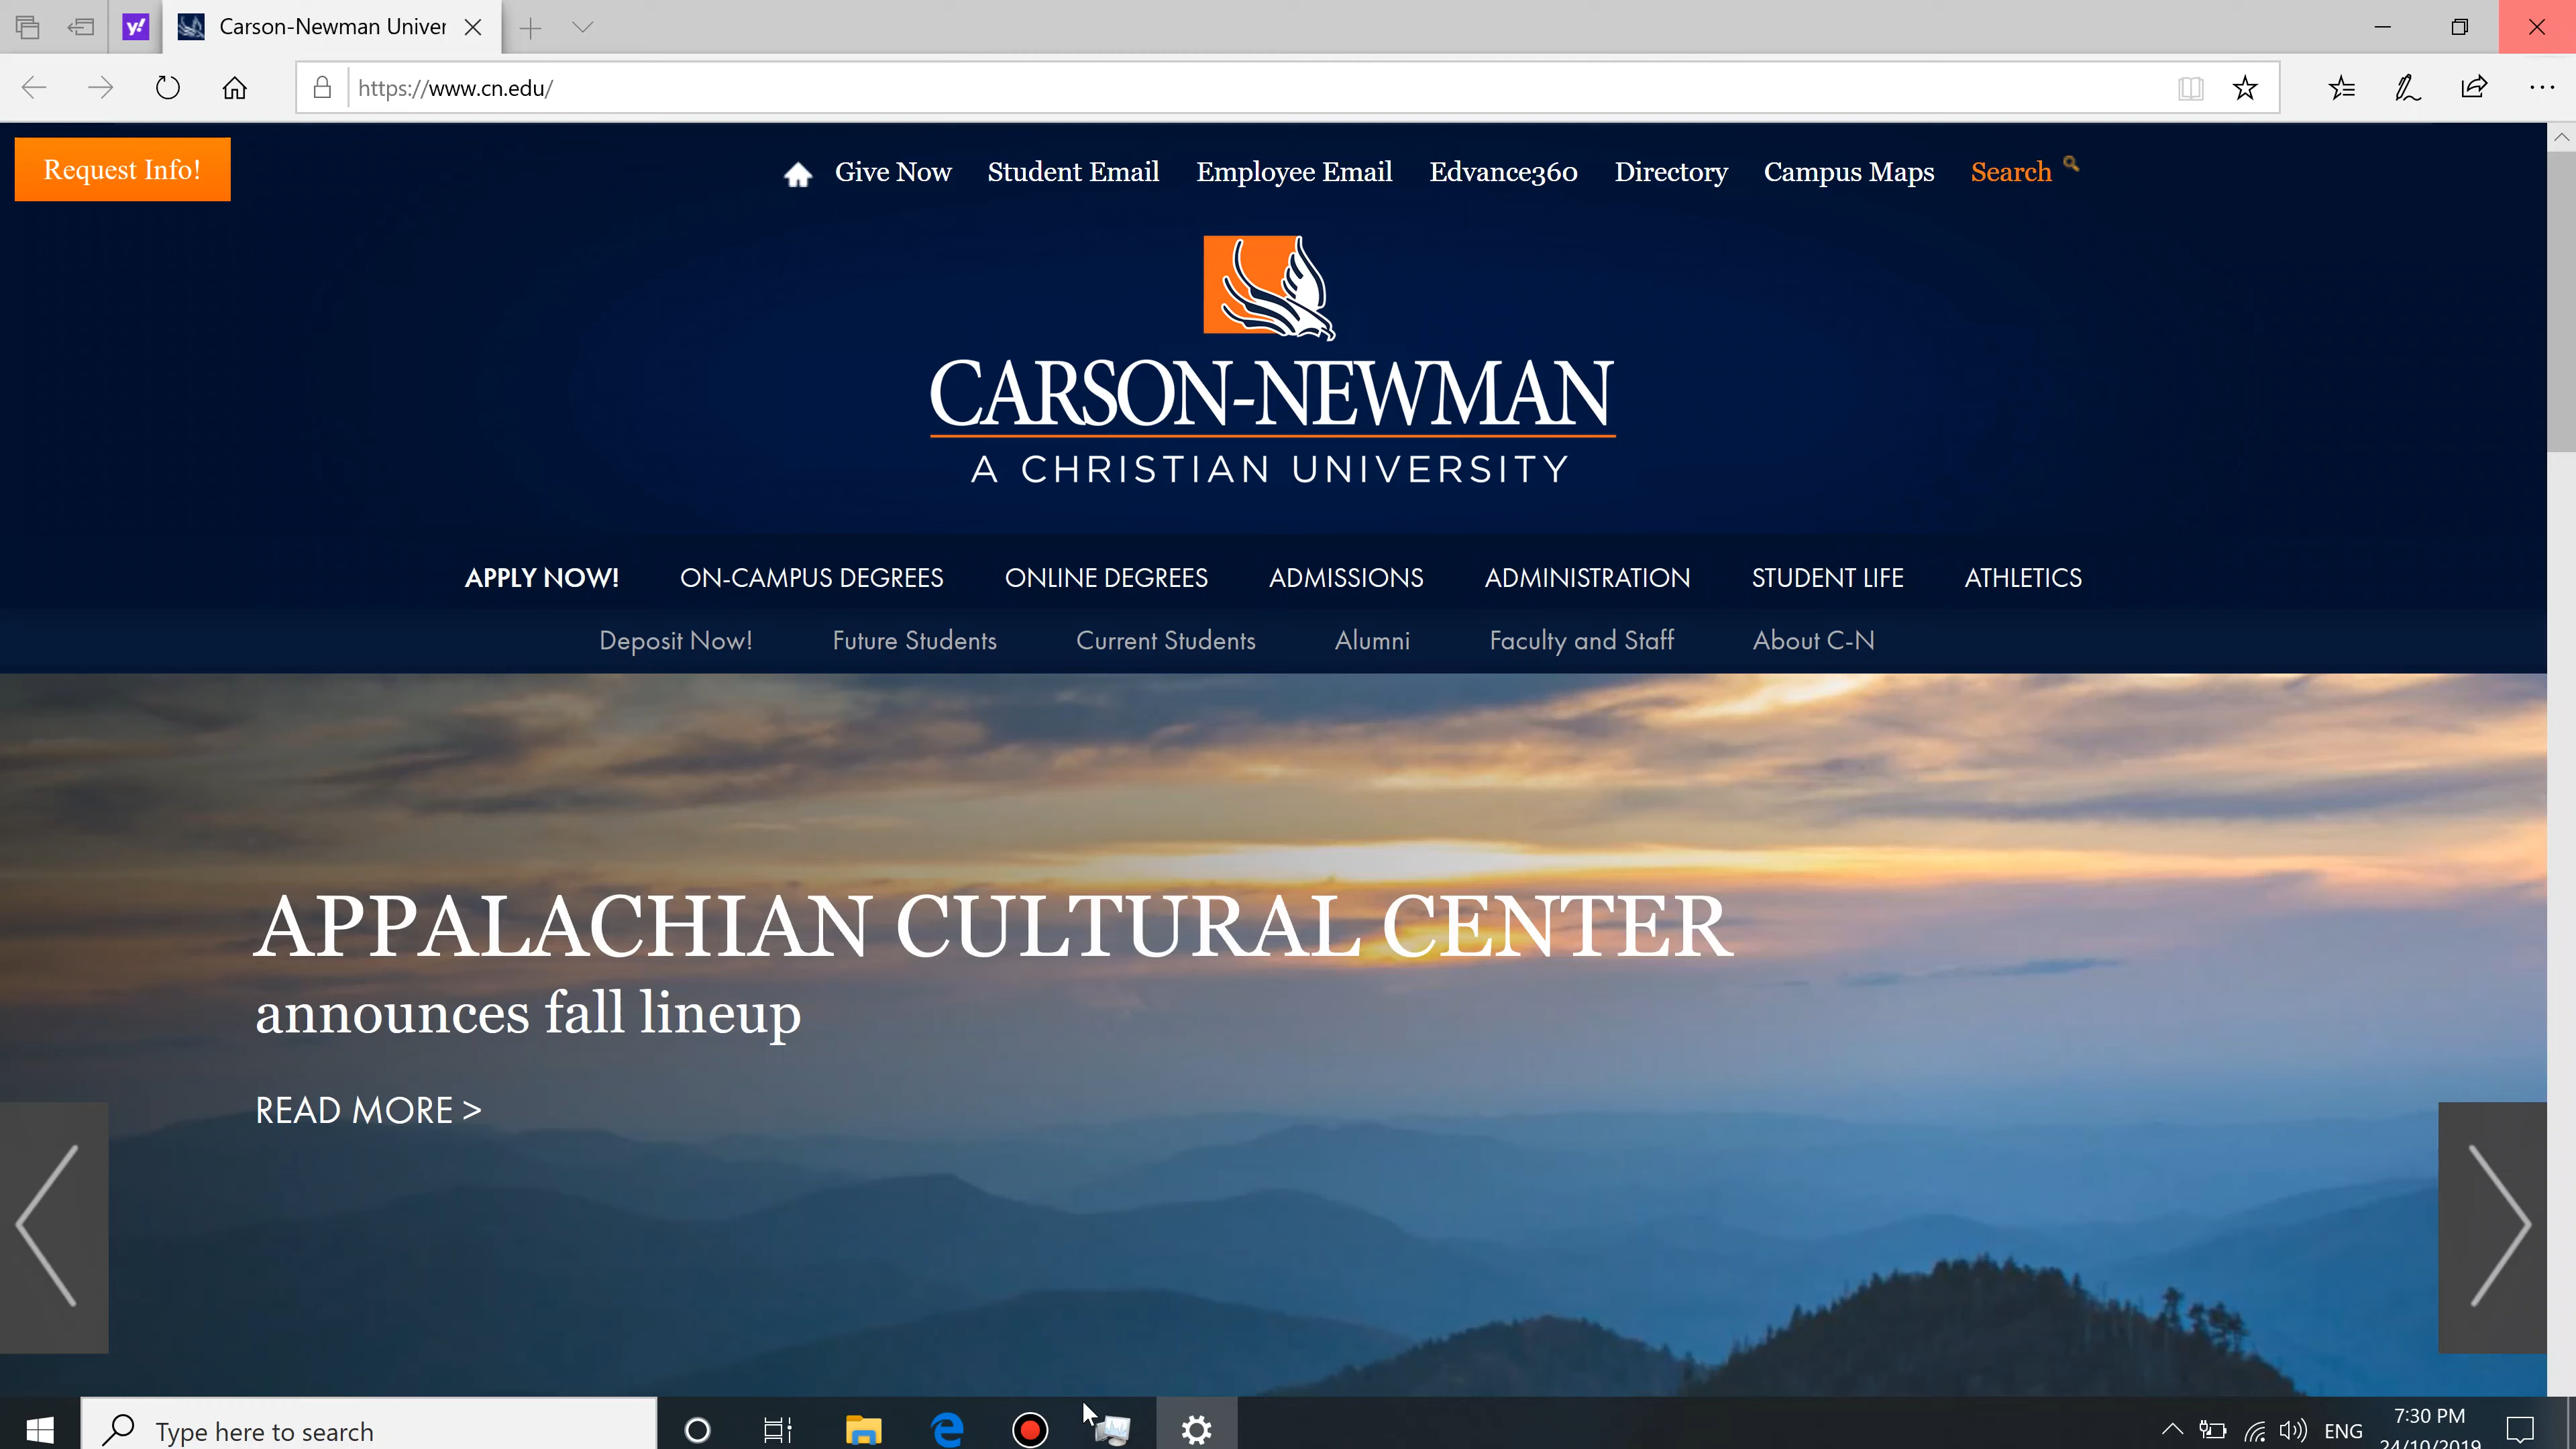 Carson-Newman Univer
https://www.cn.edu/
Request Info!
Give Now Student Email Employee Email Edvance360 Directory Campus Maps Search
CARSON-NEWMAN
A CHRISTIAN UNIVERSITY
APPLY NOW! ON-CAMPUS DEGREES ONLINE DEGREES ADMISSIONS ADMINISTRATION STUDENT LIFE ATHLETICS
Deposit Now! Future Students Current Students Alumni Faculty and Staff About C-N
APPALACHIAN CULTURAL CENTER
announces fall lineup
READ MORE >
Type here to search
ENG
7:30 PM
24/10/2019